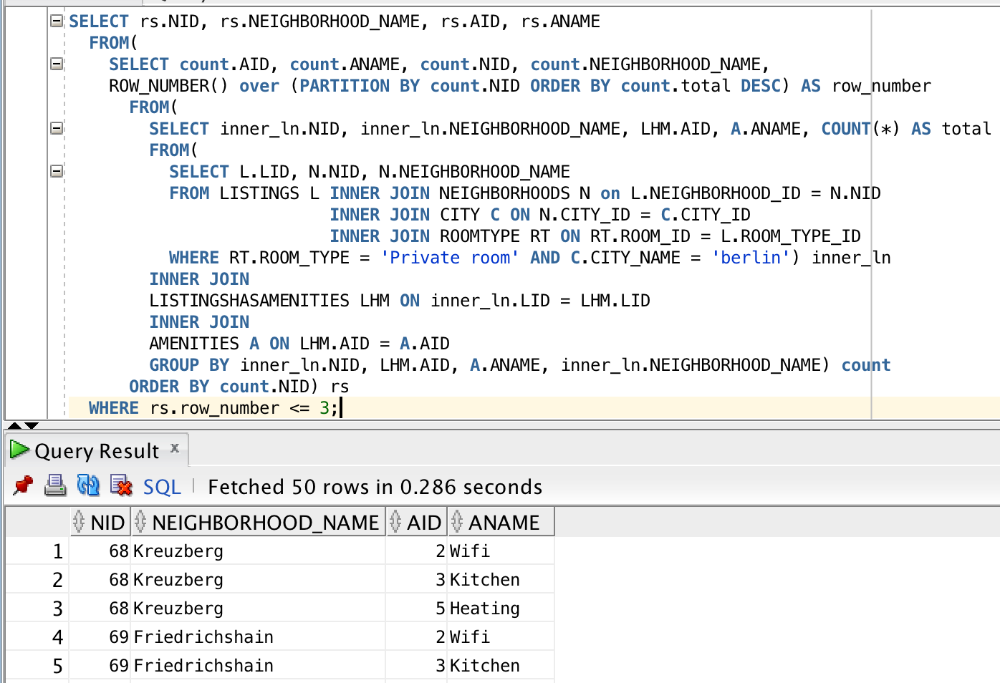 SELECT rs.NID, rs.NEIGHBORHOOD_NAME, rs.AID, rs.ANAME
FROM(
SELECT count.AID, count.ANAME, count.NID, count.NEIGHBORHOOD_NAME,
ROW_NUMBER() over (PARTITION BY count.NID ORDER BY count.total DESC) AS row_number
FROM(
SELECT inner_ln.NID, inner_ln.NEIGHBORHOOD_NAME, LHM.AID, A.ANAME, COUNT(*) AS total
FROM(
SELECT L.LID, N.NID, N.NEIGHBORHOOD_NAME
FROM LISTINGS L INNER JOIN NEIGHBORHOODS N on L.NEIGHBORHOOD_ID = N.NID
INNER JOIN CITY C ON N.CITY_ID = C.CITY_ID
INNER JOIN ROOMTYPE RT ON RT.ROOM_ID = L.ROOM_TYPE_ID
WHERE RT.ROOM_TYPE = 'Private room' AND C.CITY_NAME = 'berlin') inner_ln
INNER JOIN
LISTINGSHASAMENITIES LHM ON inner_ln.LID = LHM.LID
INNER JOIN
AMENITIES A ON LHM.AID = A.AID
GROUP BY inner_ln.NID, LHM.AID, A.ANAME, inner_ln.NEIGHBORHOOD_NAME) count
ORDER BY count.NID) rs
WHERE rs.row_number <= 3;
Query Result x
SQL | Fetched 50 rows in 0.286 seconds
NID NEIGHBORHOOD_NAME AID ANAME
1 68 Kreuzberg 2 Wifi
2 68 Kreuzberg 3 Kitchen
3 68 Kreuzberg 5 Heating
4 69 Friedrichshain 2 Wifi
5 69 Friedrichshain 3 Kitchen